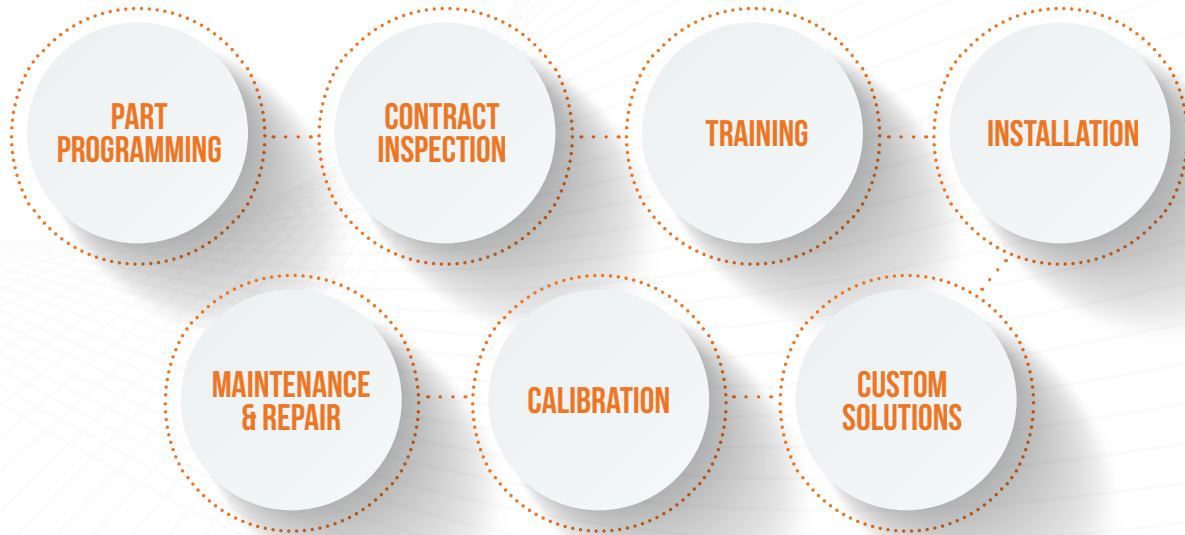 PART
PROGRAMMING
CONTRACT
INSPECTION
TRAINING
INSTALLATION
MAINTENANCE
& REPAIR
CALIBRATION
CUSTOM
SOLUTIONS